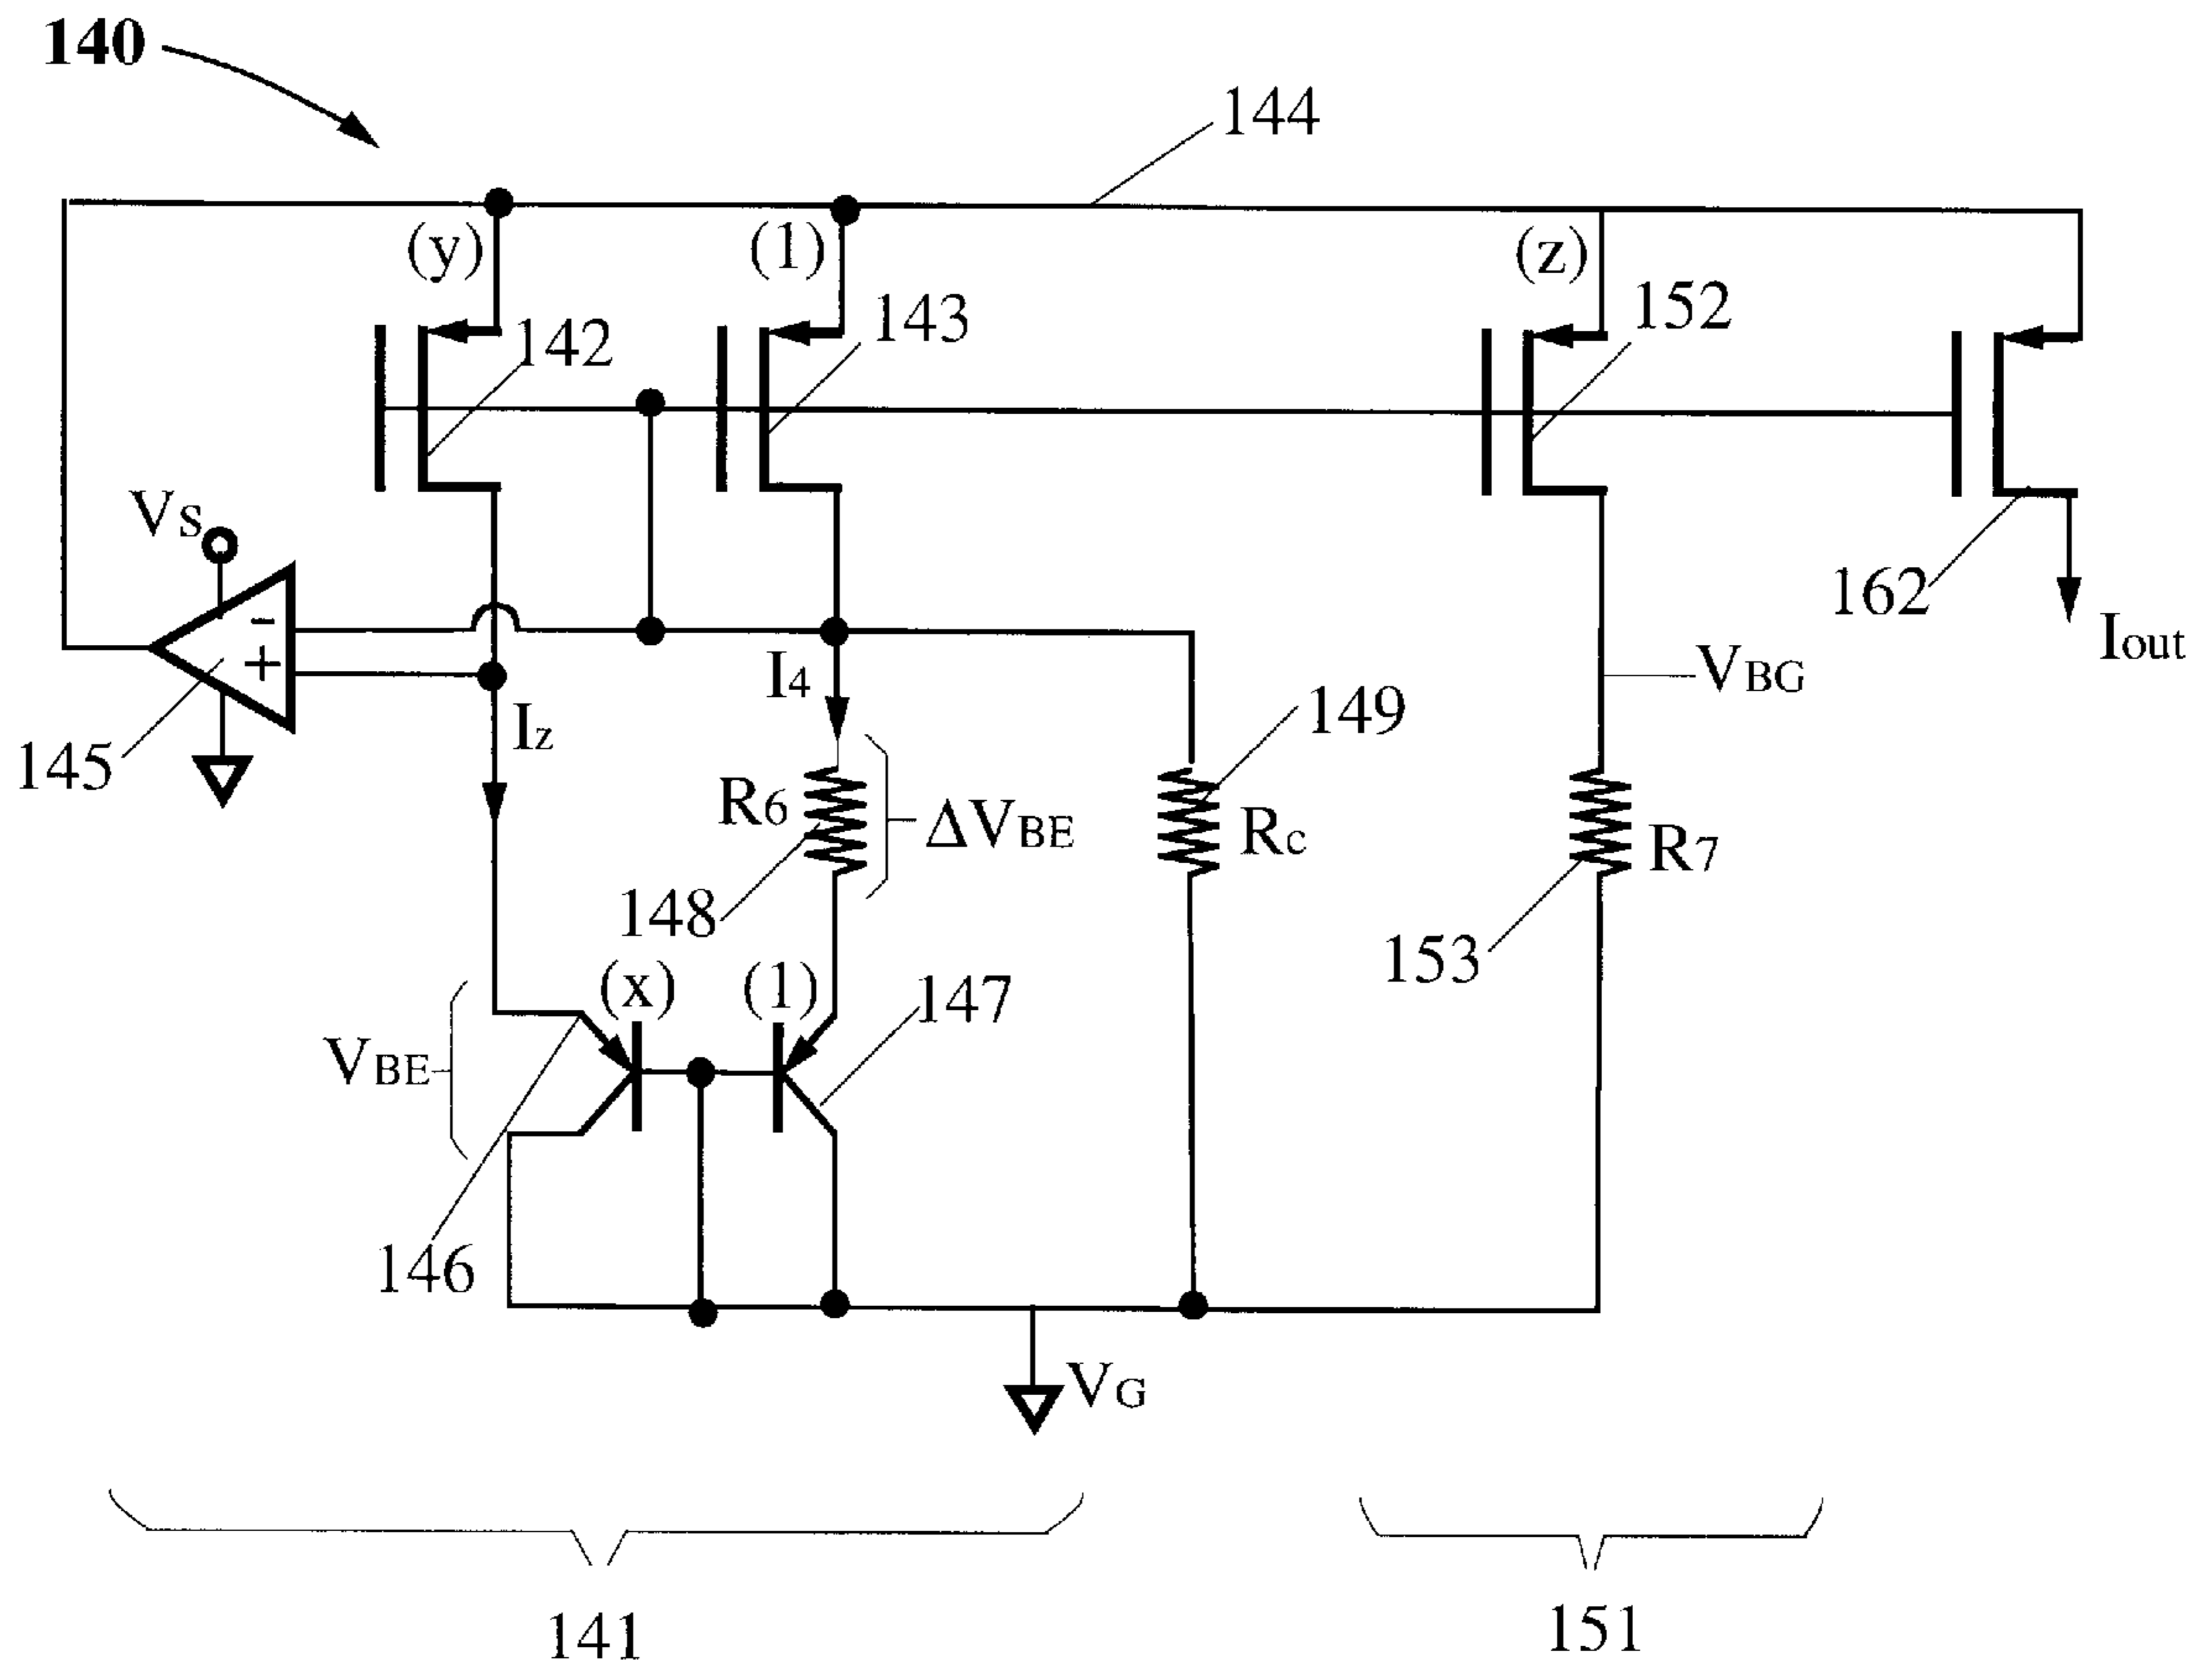 140
144
(y)
(1)
(z)
142
143
152
162
VS
-
+
145
Iz
I4
VBG
Iout
R6
ΔVBE
149
RC
R7
148
153
(x)
(1)
147
VBE
146
VG
141
151